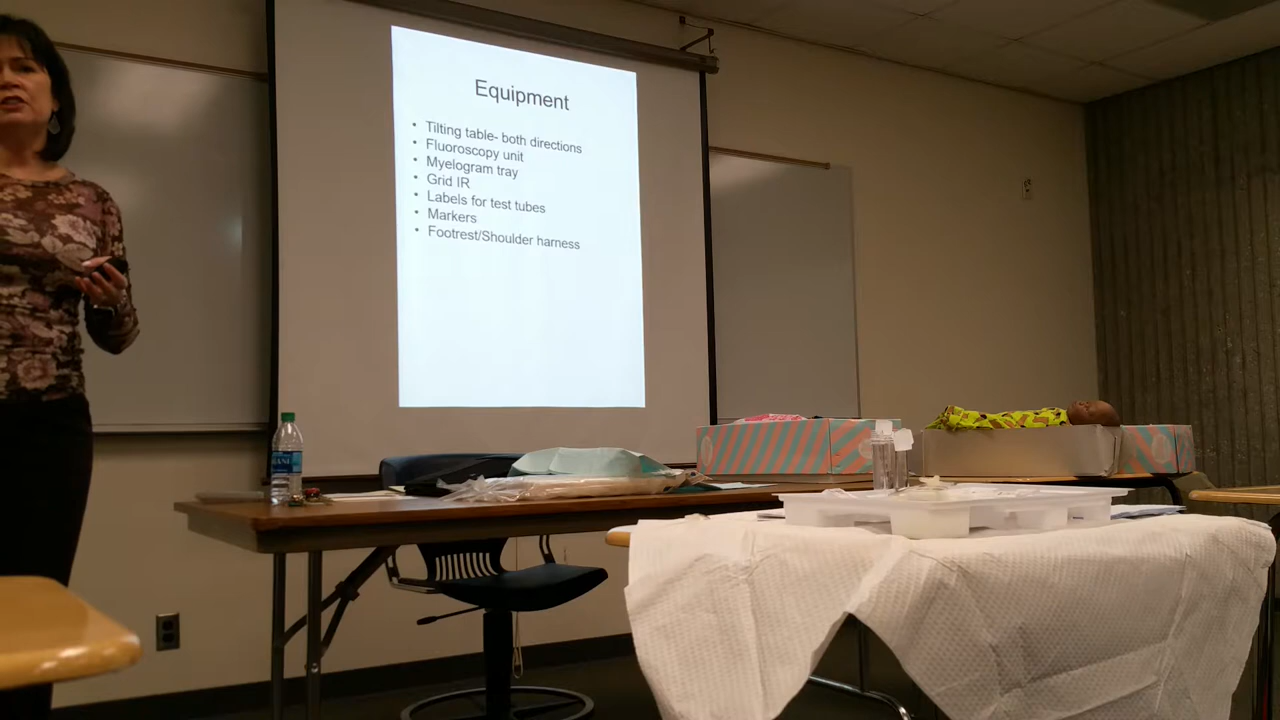 Equipment
• Tilting table- both directions
• Fluoroscopy unit
• Myelogram tray
• Grid IR
• Labels for test tubes
• Markers
• Footrest/Shoulder harness